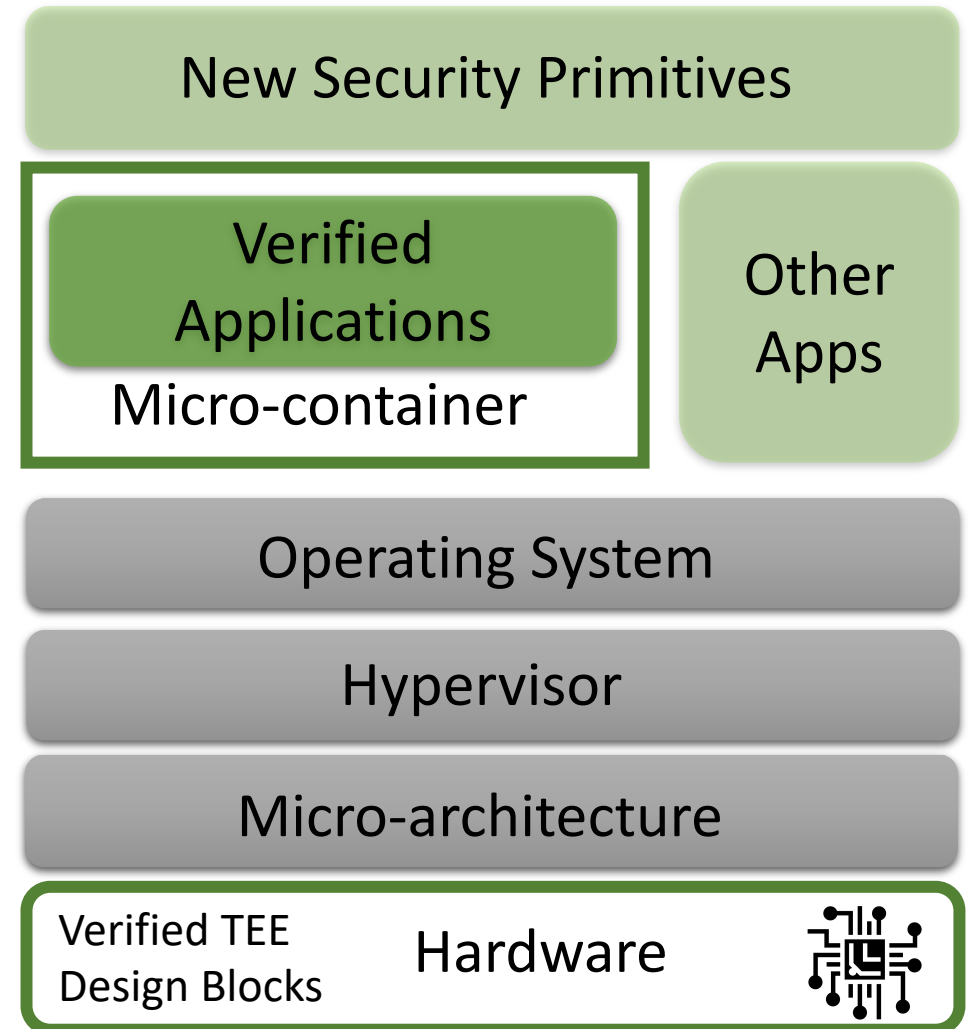 New Security Primitives
Verified
Applications
Micro-container
Other
Apps
Operating System
Hypervisor
Micro-architecture
Verified TEE
Design Blocks
Hardware